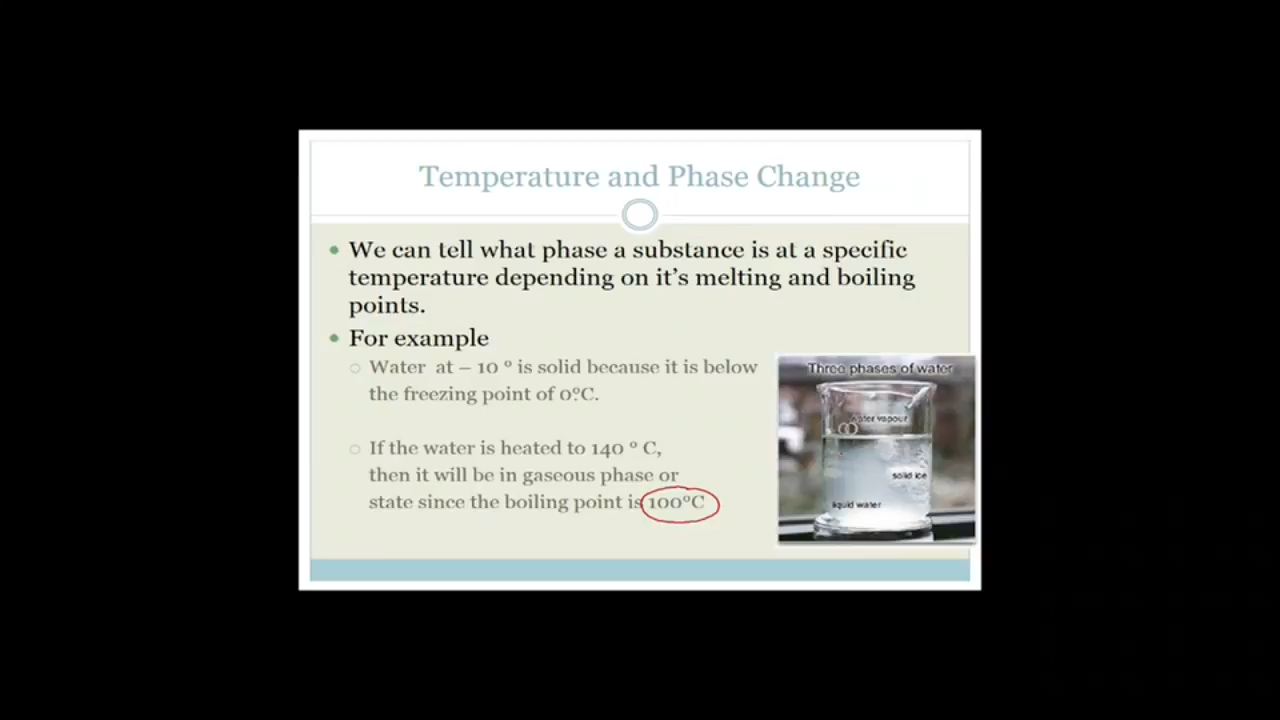 Temperature and Phase Change
• We can tell what phase a substance is at a specific
temperature depending on it's melting and boiling
points.
• For example
○ Water at – 10 º is solid because it is below
the freezing point of 0ºC.
○ If the water is heated to 140 º C,
then it will be in gaseous phase or
state since the boiling point is 100ºC
Three phases of water
water vapour
solid ice
liquid water